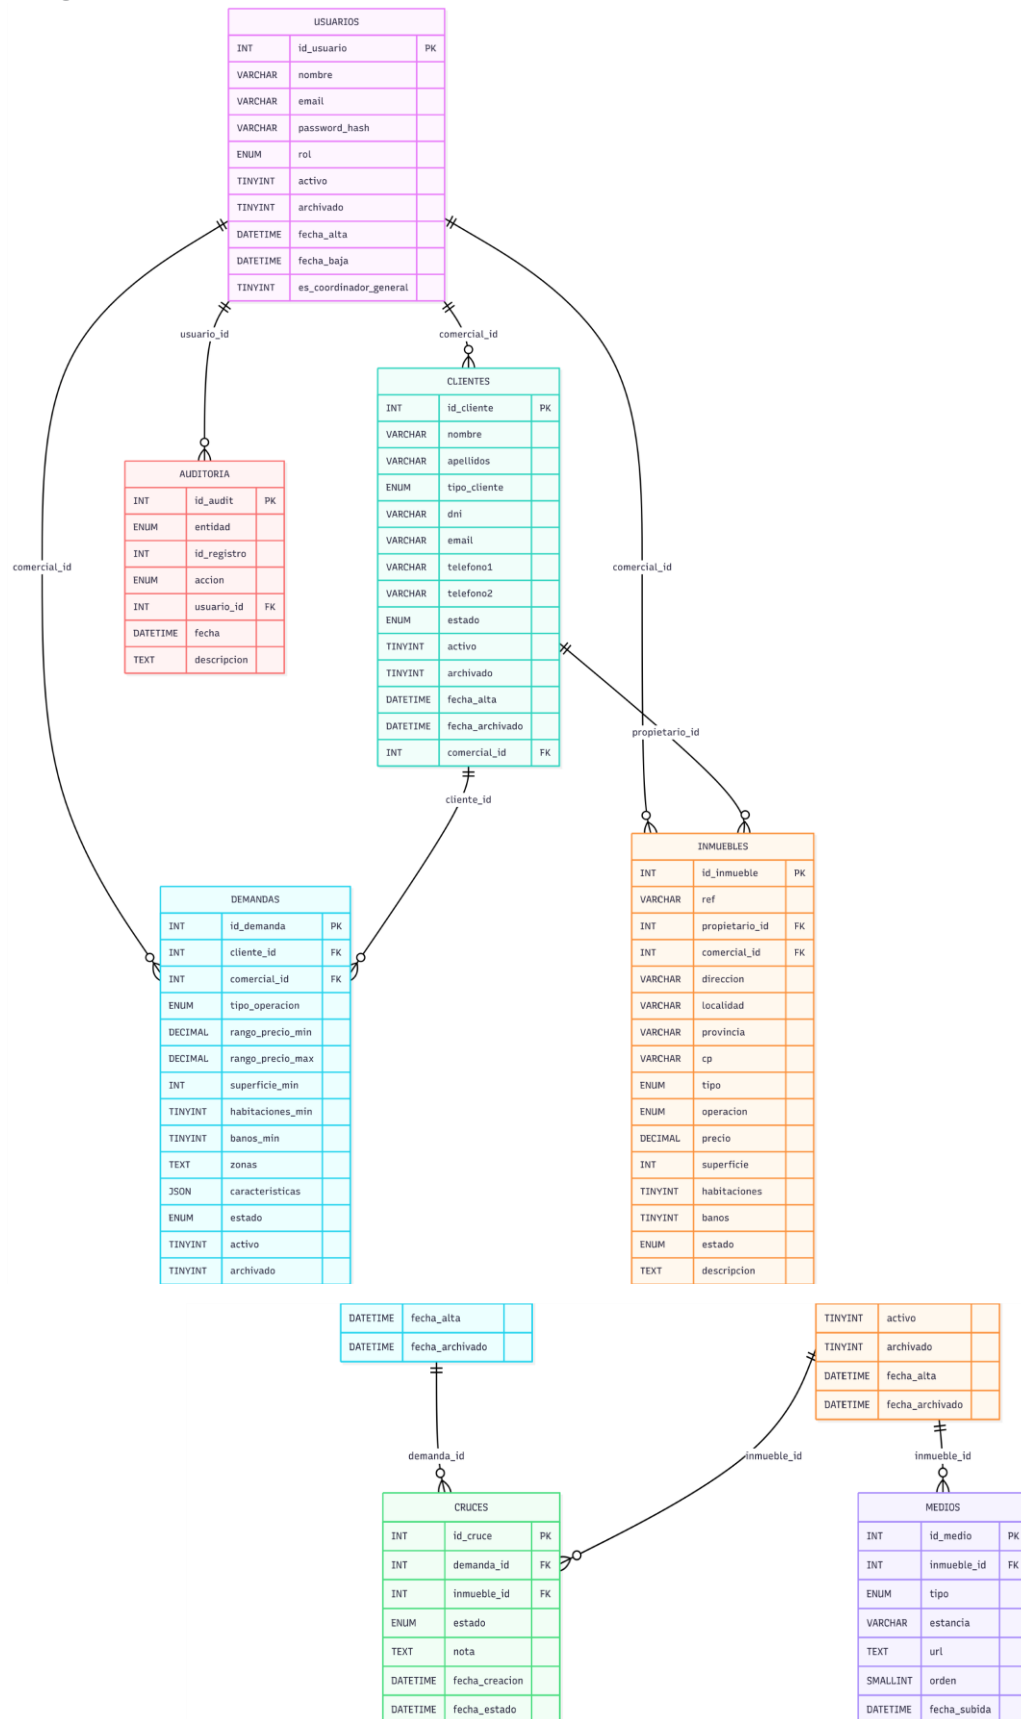 USUARIOS
INT id_usuario PK
VARCHAR nombre
VARCHAR email
VARCHAR password_hash
ENUM rol
TINYINT activo
TINYINT archivado
DATETIME fecha_alta
DATETIME fecha_baja
TINYINT es_coordinador_general
usuario_id
comercial_id
CLIENTES
INT id_cliente PK
VARCHAR nombre
VARCHAR apellidos
ENUM tipo_cliente
VARCHAR dni
VARCHAR email
VARCHAR telefono1
VARCHAR telefono2
ENUM estado
TINYINT activo
TINYINT archivado
DATETIME fecha_alta
DATETIME fecha_archivado
INT comercial_id FK
AUDITORIA
INT id_audit PK
ENUM entidad
INT id_registro
ENUM accion
INT usuario_id FK
DATETIME fecha
TEXT descripcion
comercial_id
comercial_id
propietario_id
cliente_id
INMUEBLES
INT id_inmueble PK
VARCHAR ref
INT propietario_id FK
INT comercial_id FK
VARCHAR direccion
VARCHAR localidad
VARCHAR provincia
VARCHAR cp
ENUM tipo
ENUM operacion
DECIMAL precio
INT superficie
TINYINT habitaciones
TINYINT banos
ENUM estado
TEXT descripcion
DEMANDAS
INT id_demanda PK
INT cliente_id FK
INT comercial_id FK
ENUM tipo_operacion
DECIMAL rango_precio_min
DECIMAL rango_precio_max
INT superficie_min
TINYINT habitaciones_min
TINYINT banos_min
TEXT zonas
JSON caracteristicas
ENUM estado
TINYINT activo
TINYINT archivado
DATETIME fecha_alta
DATETIME fecha_archivado
TINYINT activo
TINYINT archivado
DATETIME fecha_alta
DATETIME fecha_archivado
demanda_id
inmueble_id
inmueble_id
CRUCES
INT id_cruce PK
INT demanda_id FK
INT inmueble_id FK
ENUM estado
TEXT nota
DATETIME fecha_creacion
DATETIME fecha_estado
MEDIOS
INT id_medio PK
INT inmueble_id FK
ENUM tipo
VARCHAR estancia
TEXT url
SMALLINT orden
DATETIME fecha_subida